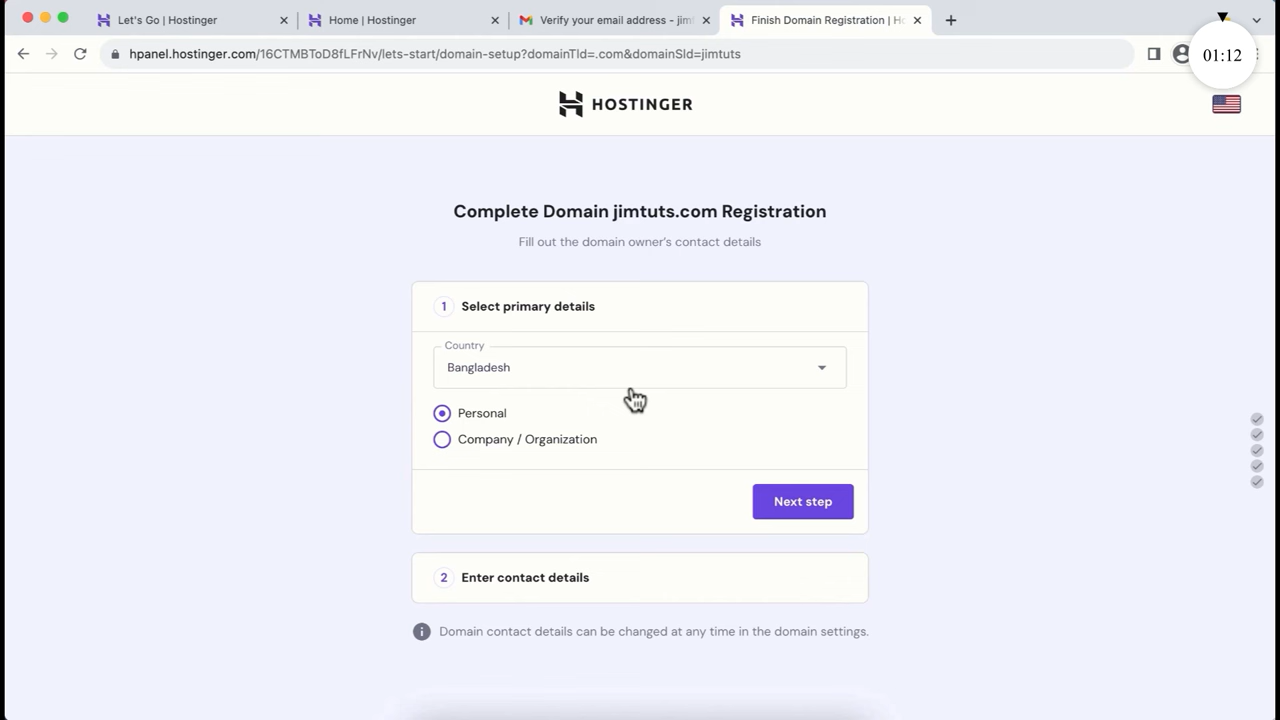 Let's Go | Hostinger
Home | Hostinger
Verify your email address - jim
Finish Domain Registration | Ho
hpanel.hostinger.com/16CTMBToD8fLFrNv/lets-start/domain-setup?domainTld=.com&domainSld=jimtuts
01:12
HOSTINGER
Complete Domain jimtuts.com Registration
Fill out the domain owner's contact details
1 Select primary details
Country
Bangladesh
Personal
Company / Organization
Next step
2 Enter contact details
Domain contact details can be changed at any time in the domain settings.